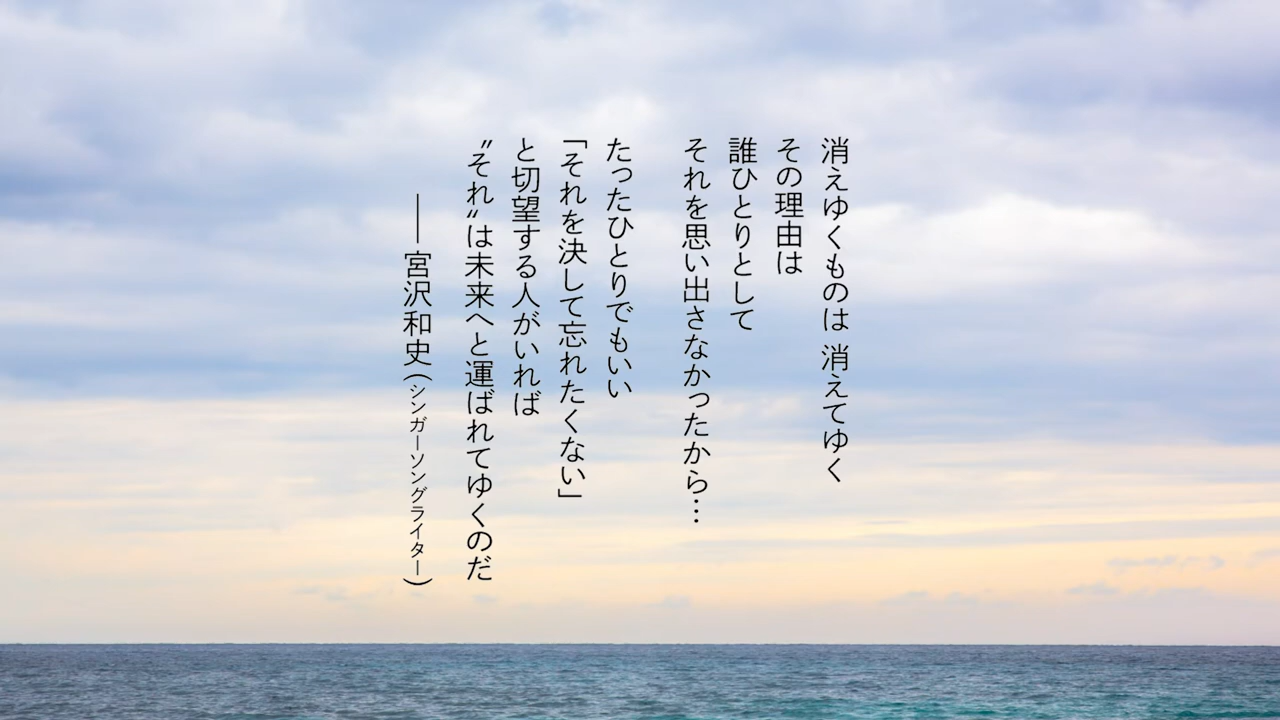 消えゆくものは 消えてゆく
その理由は
誰ひとりとして
それを思い出さなかったから…
たったひとりでもいい
「それを決して忘れたくない」
と切望する人がいれば
〝それ〟は未来へと運ばれてゆくのだ
── 宮沢和史(シンガーソングライター)